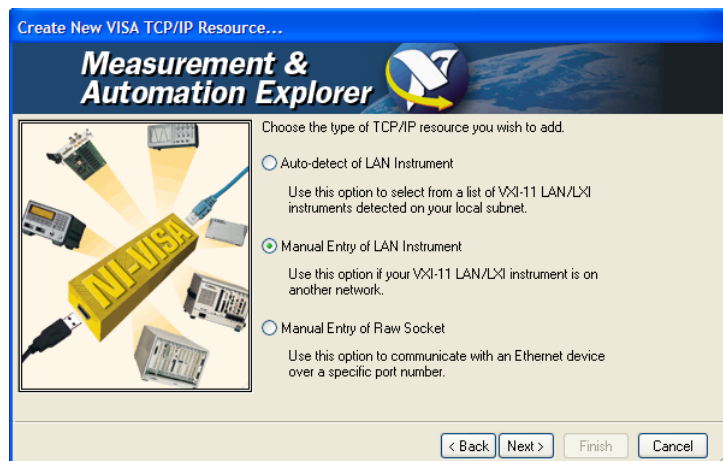 Create New VISA TCP/IP Resource...
Measurement &
Automation Explorer
Choose the type of TCP/IP resource you wish to add.
Auto-detect of LAN Instrument
Use this option to select from a list of VXI-11 LAN/LXI
instruments detected on your local subnet.
Manual Entry of LAN Instrument
Use this option if your VXI-11 LAN/LXI instrument is on
another network.
Manual Entry of Raw Socket
Use this option to communicate with an Ethernet device
over a specific port number.
NI-VISA
< Back
Next >
Finish
Cancel